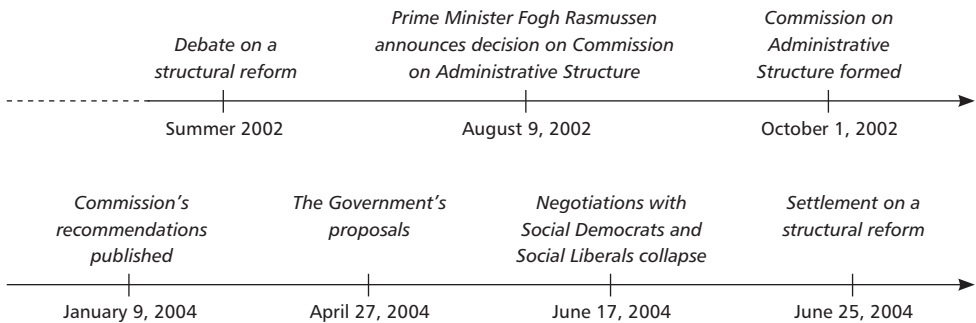 Debate on a
structural reform
Summer 2002
Prime Minister Fogh Rasmussen
announces decision on Commission
on Administrative Structure
August 9, 2002
Commission on
Administrative
Structure formed
October 1, 2002
Commission's
recommendations
published
January 9, 2004
The Government's
proposals
April 27, 2004
Negotiations with
Social Democrats and
Social Liberals collapse
June 17, 2004
Settlement on a
structural reform
June 25, 2004